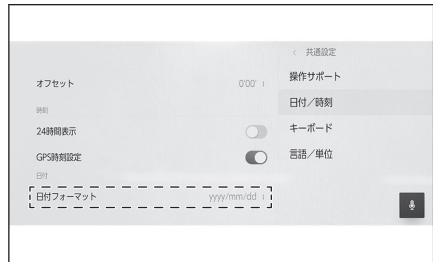 < 共通設定
オフセット 0'00'
時刻
24時間表示
GPS時刻設定
日付
日付フォーマット yyyy/mm/dd
操作サポート
日付／時刻
キーボード
言語／単位